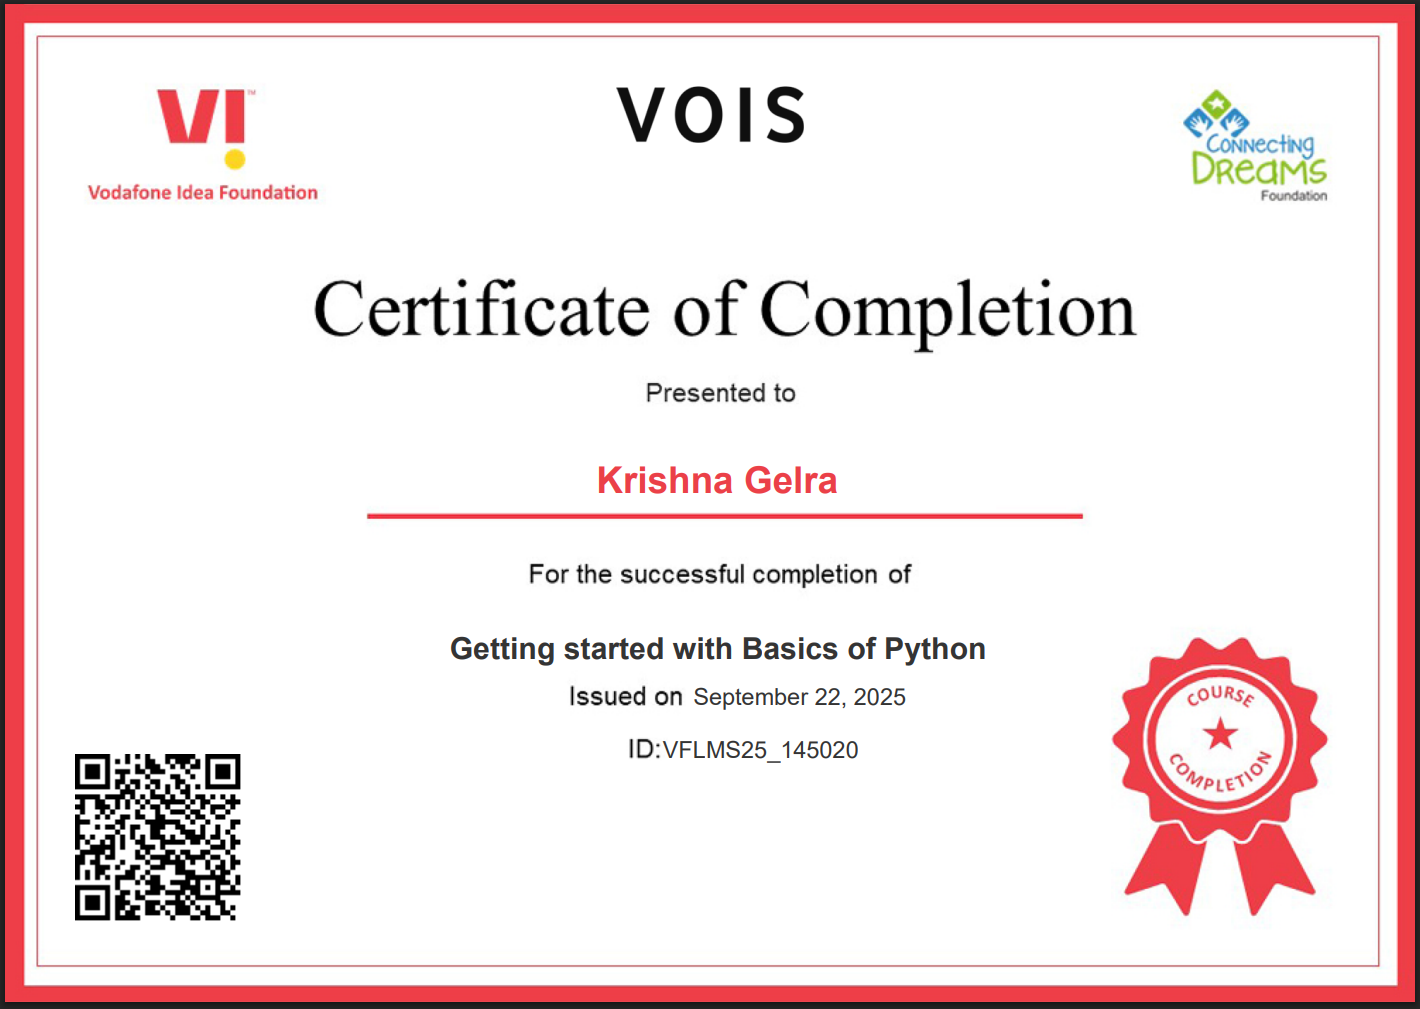 VI™
Vodafone Idea Foundation
VOIS
Connecting
Dreams
Foundation
Certificate of Completion
Presented to
Krishna Gelra
For the successful completion of
Getting started with Basics of Python
Issued on September 22, 2025
ID:VFLMS25_145020
COURSE
COMPLETION